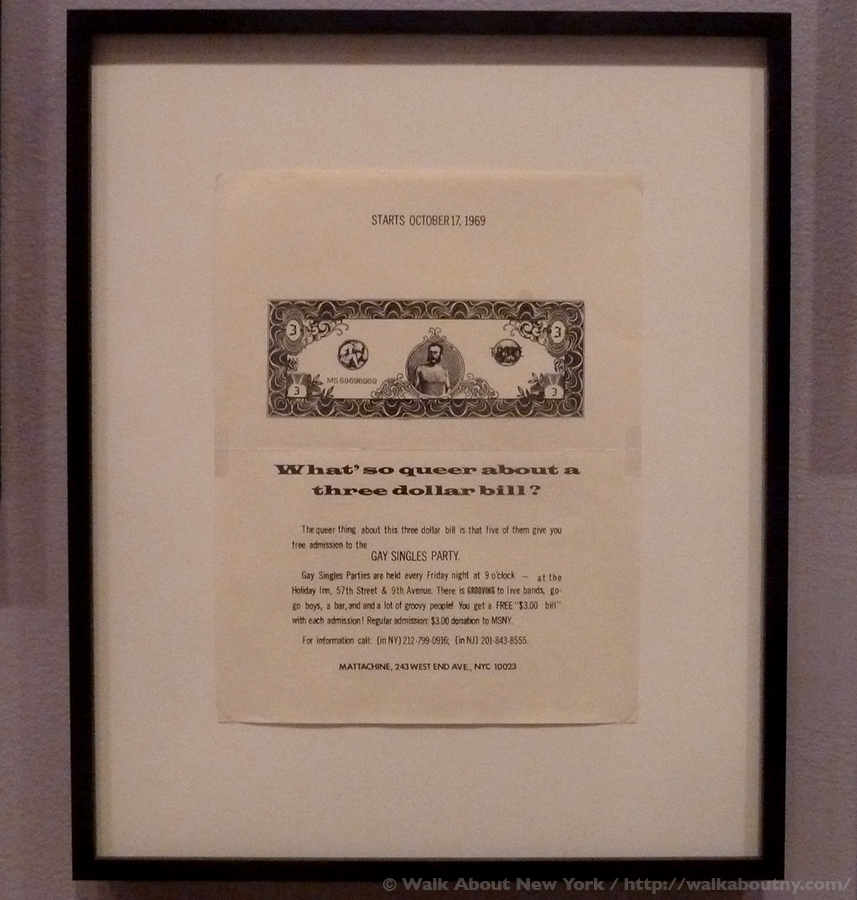 STARTS OCTOBER 17, 1969
3
3
MS 69696969
3
3
What' so queer about a
three dollar bill?
The queer thing about this three dollar bill is that five of them give you
free admission to the
GAY SINGLES PARTY.
Gay Singles Parties are held every Friday night at 9 o'clock — at the
Holiday Inn, 57th Street & 9th Avenue. There is GROOVING to live bands, go-
go boys, a bar, and and a lot of groovy people! You get a FREE "$3.00 bill"
with each admission! Regular admission: $3.00 donation to MSNY.
For information call: (in NY) 212-799-0916; (in NJ) 201-843-8555.
MATTACHINE, 243 WEST END AVE., NYC 10023
© Walk About New York / http://walkaboutny.com/